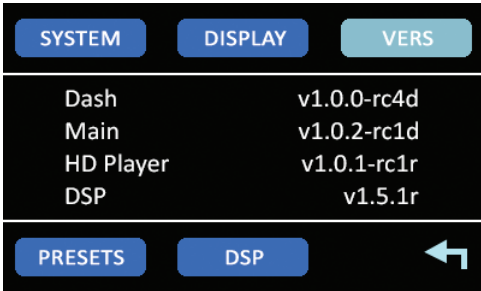 SYSTEM DISPLAY VERS
Dash v1.0.0-rc4d
Main v1.0.2-rc1d
HD Player v1.0.1-rc1r
DSP v1.5.1r
PRESETS DSP